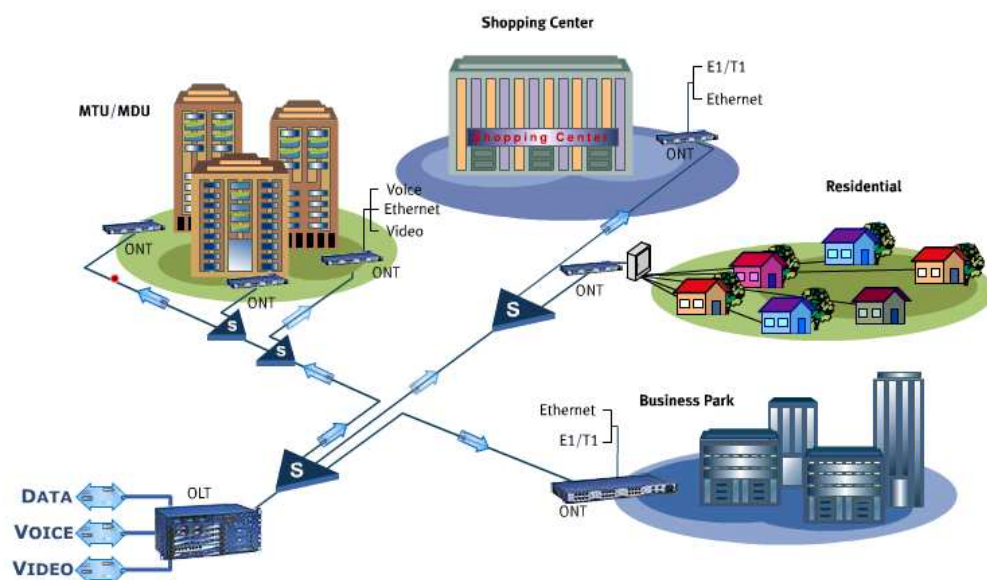 Shopping Center
E1/T1
Ethernet
MTU/MDU
Shopping Center
ONT
Voice
Ethernet
Video
Residential
ONT
ONT
ONT
ONT
S
S
S
Business Park
Ethernet
E1/T1
S
DATA
OLT
ONT
VOICE
VIDEO